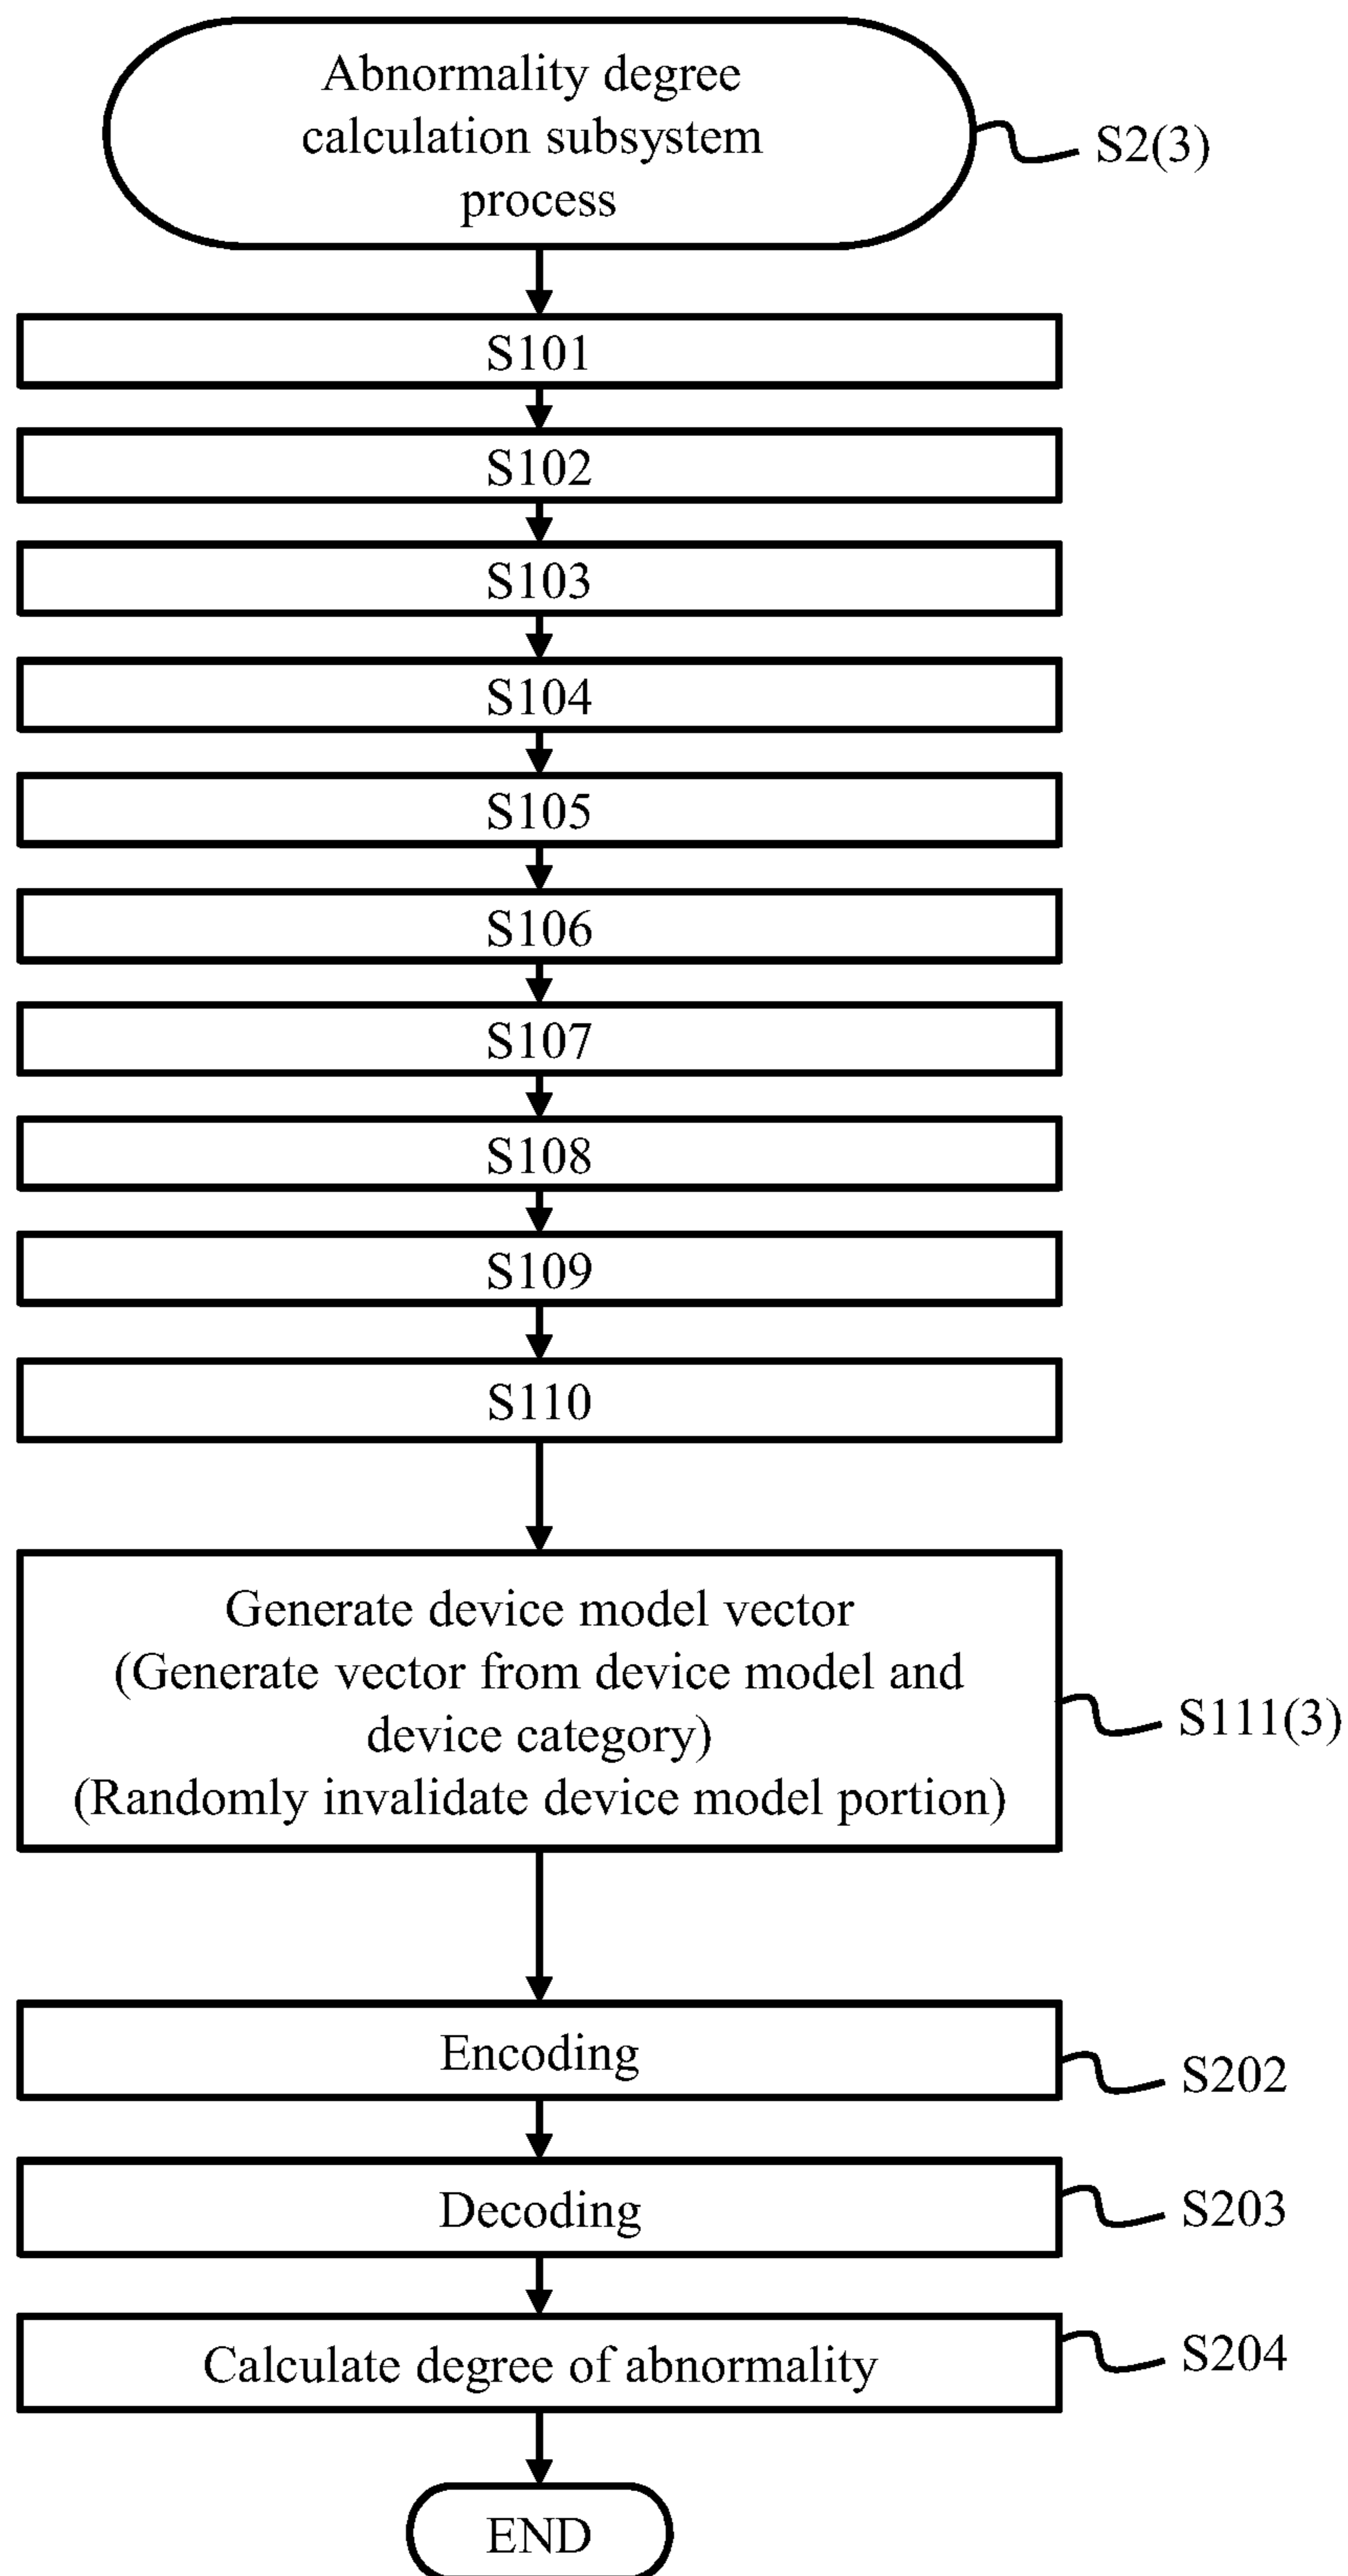 Abnormality degree
calculation subsystem
process
S2(3)
S101
S102
S103
S104
S105
S106
S107
S108
S109
S110
Generate device model vector
(Generate vector from device model and
device category)
(Randomly invalidate device model portion)
S111(3)
Encoding
S202
Decoding
S203
Calculate degree of abnormality
S204
END